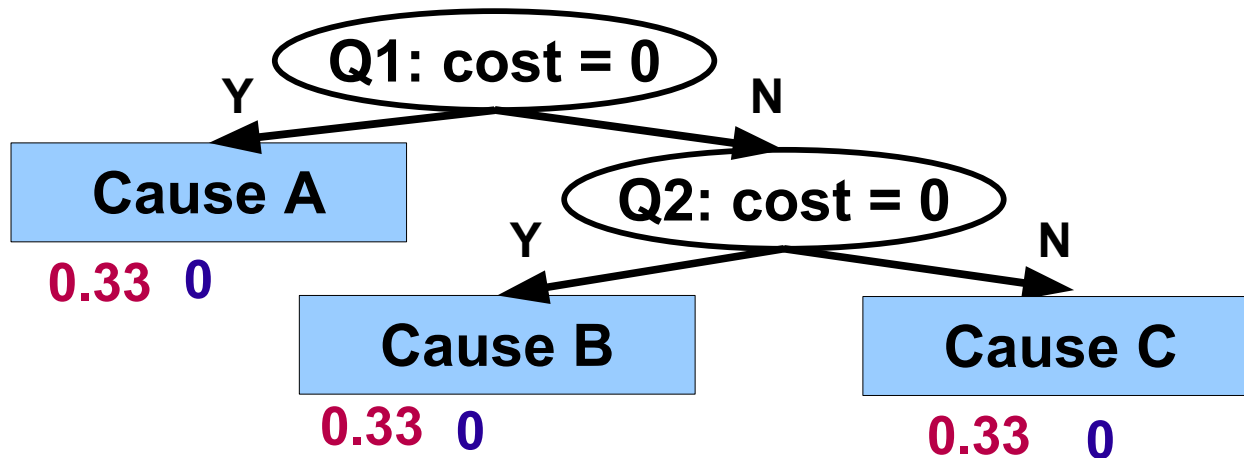 Q1: cost = 0
Y
N
Cause A
Q2: cost = 0
0.33 0
Y
N
Cause B
Cause C
0.33 0
0.33 0